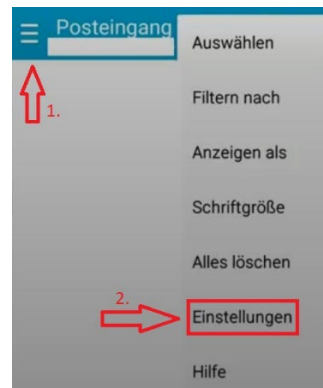 Posteingang
Auswählen
1.
Filtern nach
Anzeigen als
Schriftgröße
Alles löschen
2.
Einstellungen
Hilfe